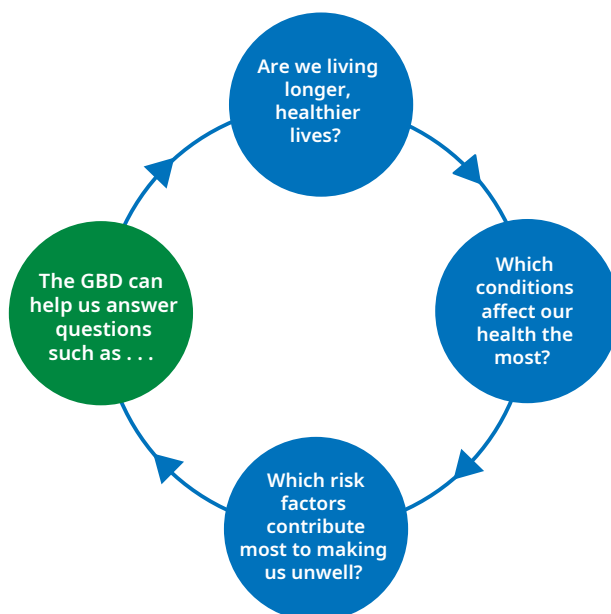 Are we living
longer,
healthier
lives?
Which
conditions
affect our
health the
most?
Which risk
factors
contribute
most to making
us unwell?
The GBD can
help us answer
questions
such as . . .